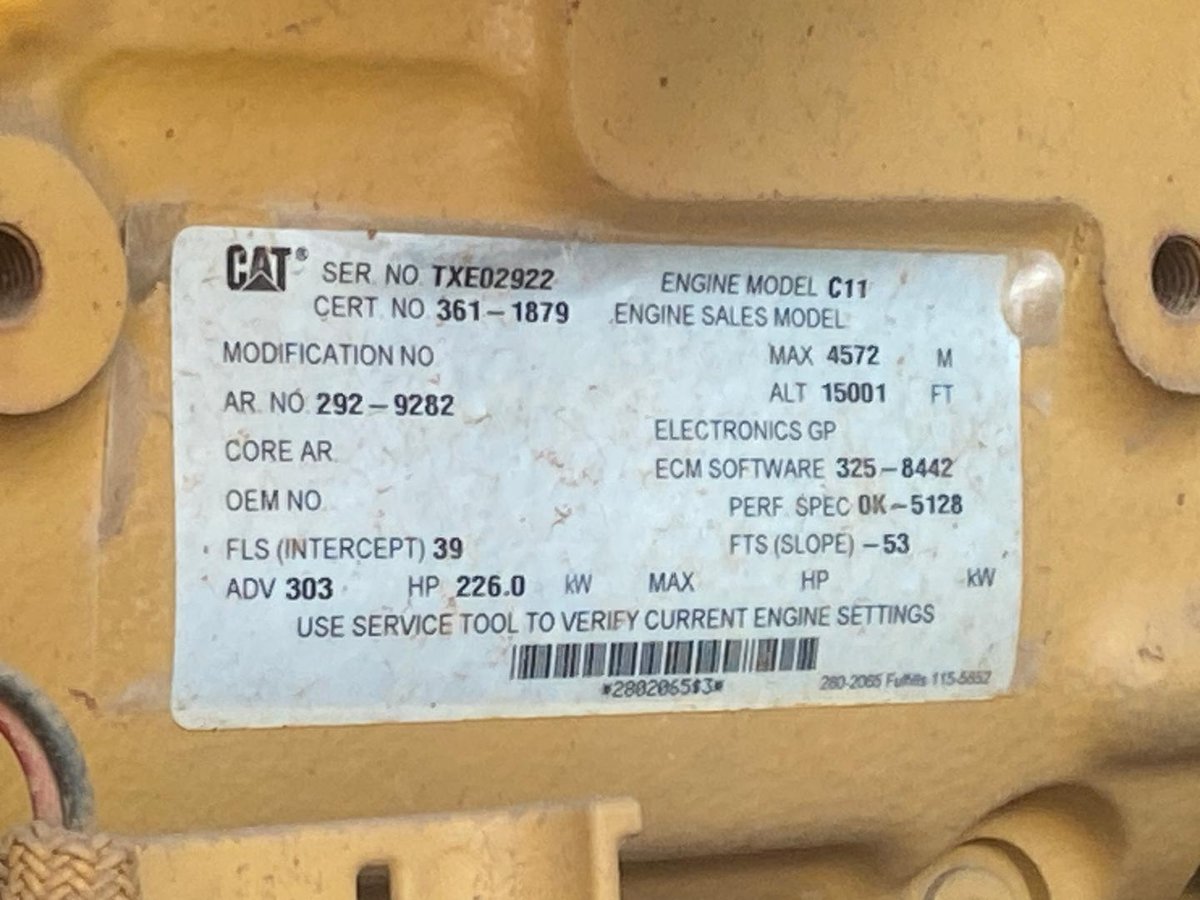 CAT® SER. NO. TXE02922 ENGINE MODEL C11
CERT. NO 361-1879 ENGINE SALES MODEL
MODIFICATION NO MAX 4572 M
AR. NO. 292-9282 ALT 15001 FT
CORE AR. ELECTRONICS GP
ECM SOFTWARE 325-8442
OEM NO. PERF. SPEC 0K-5128
FLS (INTERCEPT) 39 FTS (SLOPE) -53
ADV 303 HP 226.0 kW MAX HP kW
USE SERVICE TOOL TO VERIFY CURRENT ENGINE SETTINGS
*2802065$3* 280-2065 Fulfills 115-5852